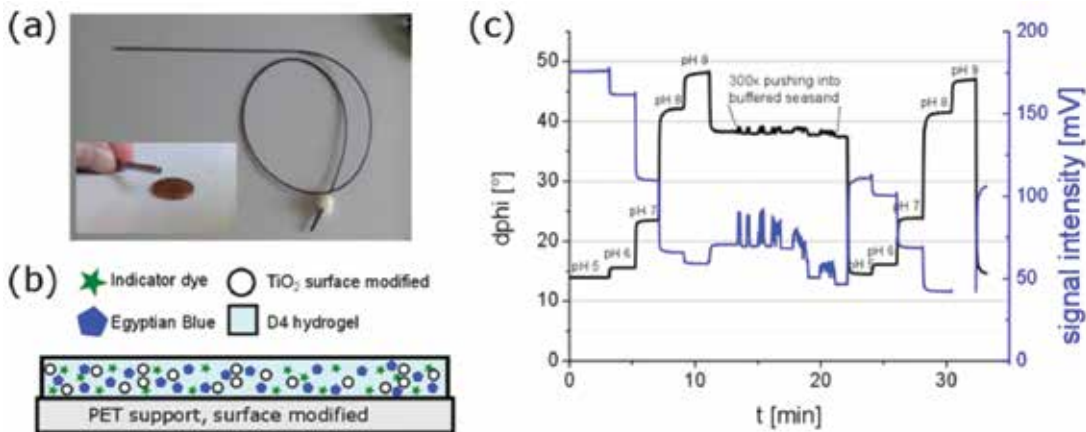 (a)
(b)
Indicator dye
TiO₂ surface modified
Egyptian Blue
D4 hydrogel
PET support, surface modified
(c)
dphi [°]
50
40
30
20
10
0
pH 5
pH 6
pH 7
pH 8
pH 9
300x pushing into
buffered seasand
pH 5
pH 6
pH 7
pH 8
pH 9
200
150
100
50
0
signal intensity [mV]
0
10
20
30
t [min]